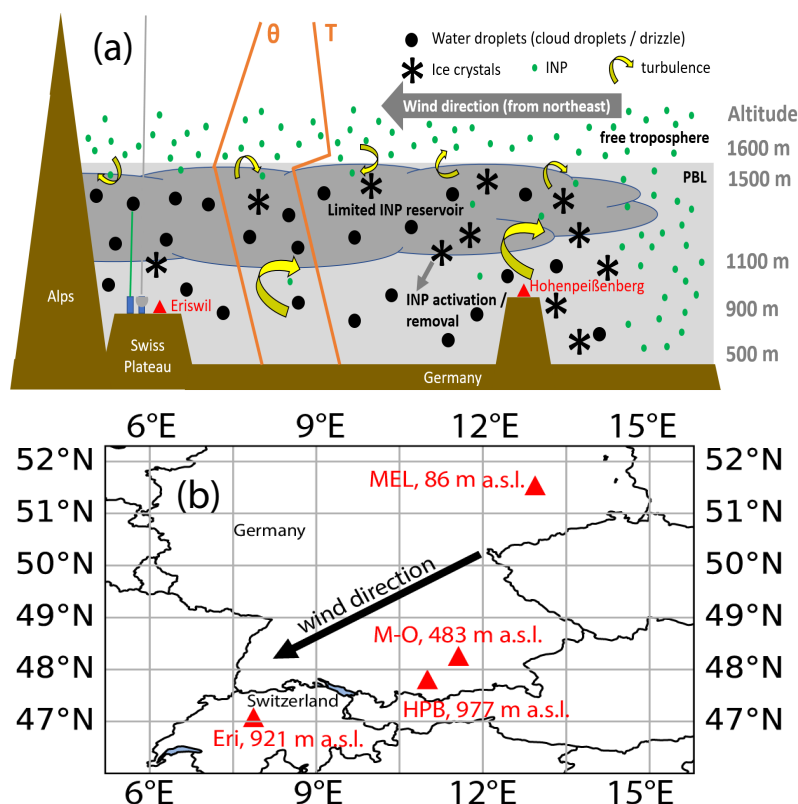 (a)
θ
T
Water droplets (cloud droplets / drizzle)
Ice crystals
INP
turbulence
Wind direction (from northeast)
Altitude
free troposphere
1600 m
PBL
1500 m
Limited INP reservoir
1100 m
Alps
Eriswil
INP activation /
removal
Hohenpeißenberg
900 m
Swiss
Plateau
500 m
Germany
6°E
9°E
12°E
15°E
52°N
52°N
MEL, 86 m a.s.l.
(b)
51°N
51°N
Germany
50°N
50°N
wind direction
49°N
49°N
M-O, 483 m a.s.l.
48°N
48°N
Switzerland
HPB, 977 m a.s.l.
47°N
47°N
Eri, 921 m a.s.l.
6°E
9°E
12°E
15°E